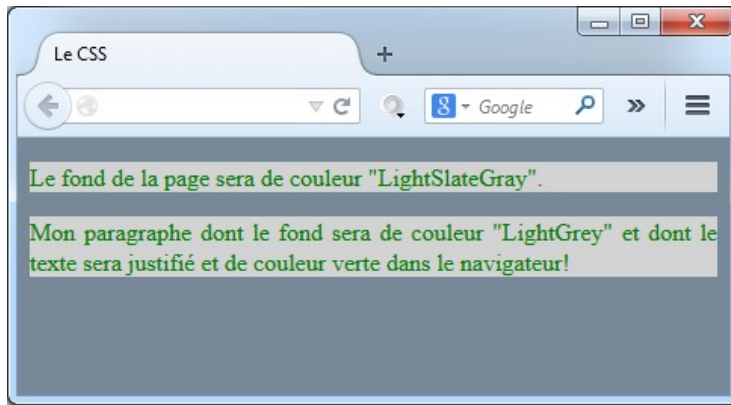 Le CSS
Google
Le fond de la page sera de couleur "LightSlateGray".
Mon paragraphe dont le fond sera de couleur "LightGrey" et dont le
texte sera justifié et de couleur verte dans le navigateur!